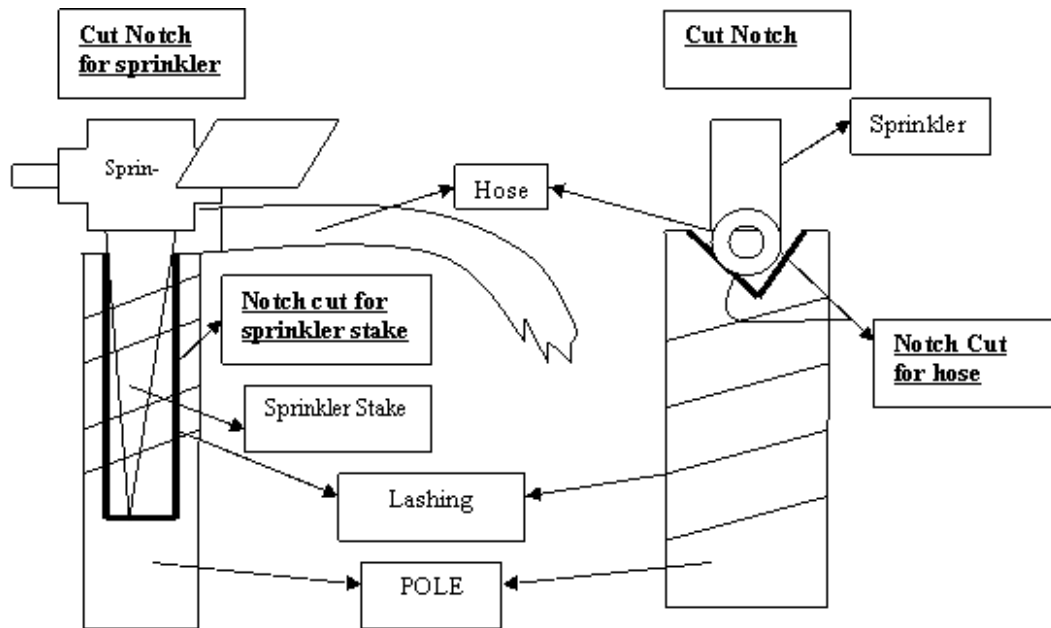 Cut Notch
for sprinkler
Cut Notch
Sprinkler
Sprin-
Hose
Notch cut for
sprinkler stake
Notch Cut
for hose
Sprinkler Stake
Lashing
POLE